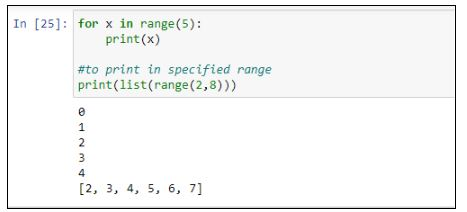 In [25]: for x in range(5):
    print(x)
#to print in specified range
print(list(range(2,8)))
0
1
2
3
4
[2, 3, 4, 5, 6, 7]